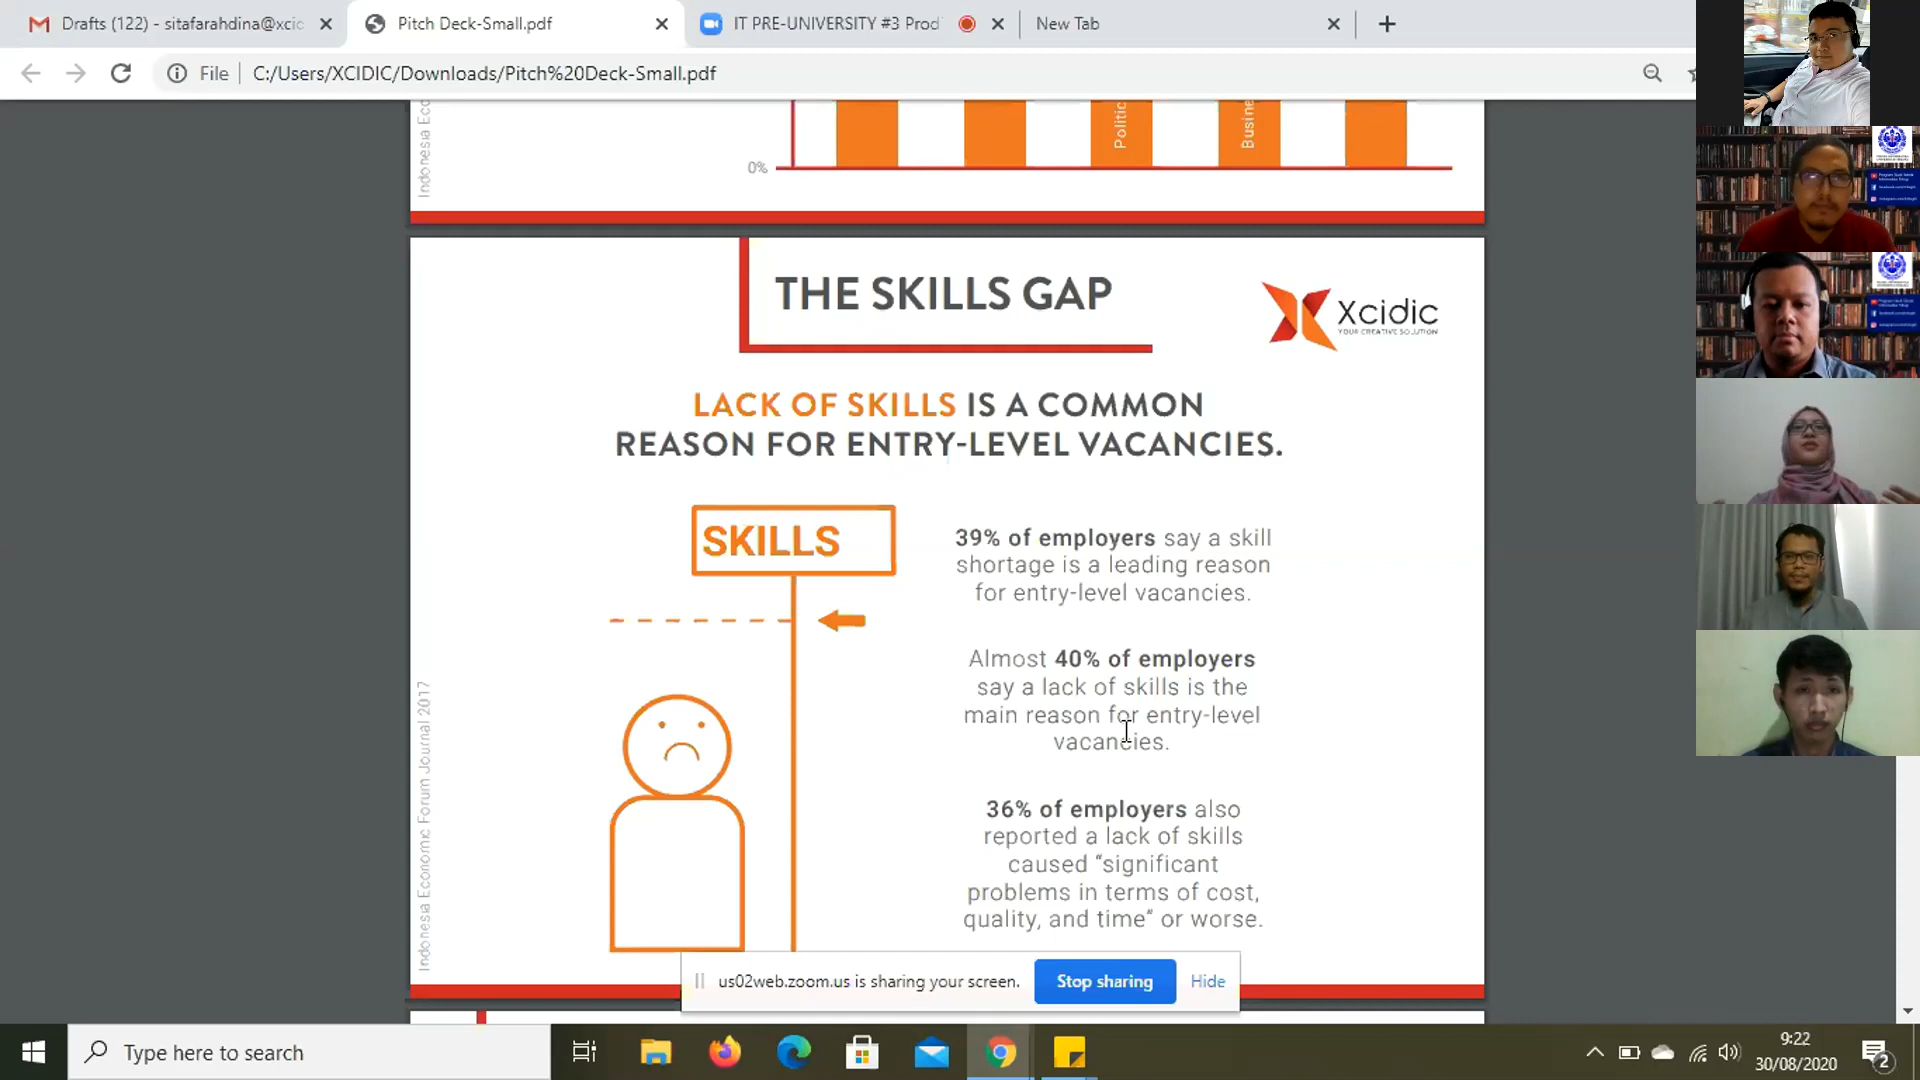 Drafts (122) - sitafarahdina@xcic
Pitch Deck-Small.pdf
IT PRE-UNIVERSITY #3 Prod
New Tab
File
C:/Users/XCIDIC/Downloads/Pitch%20Deck-Small.pdf
Indonesia Ec
Politic
Busine
0%
THE SKILLS GAP
Xcidic
YOUR CREATIVE SOLUTION
LACK OF SKILLS IS A COMMON
REASON FOR ENTRY-LEVEL VACANCIES.
SKILLS
39% of employers say a skill
shortage is a leading reason
for entry-level vacancies.
Almost 40% of employers
say a lack of skills is the
main reason for entry-level
vacancies.
36% of employers also
reported a lack of skills
caused “significant
problems in terms of cost,
quality, and time” or worse.
Indonesia Economic Forum Journal 2017
us02web.zoom.us is sharing your screen.
Stop sharing
Hide
Type here to search
9:22
30/08/2020
2